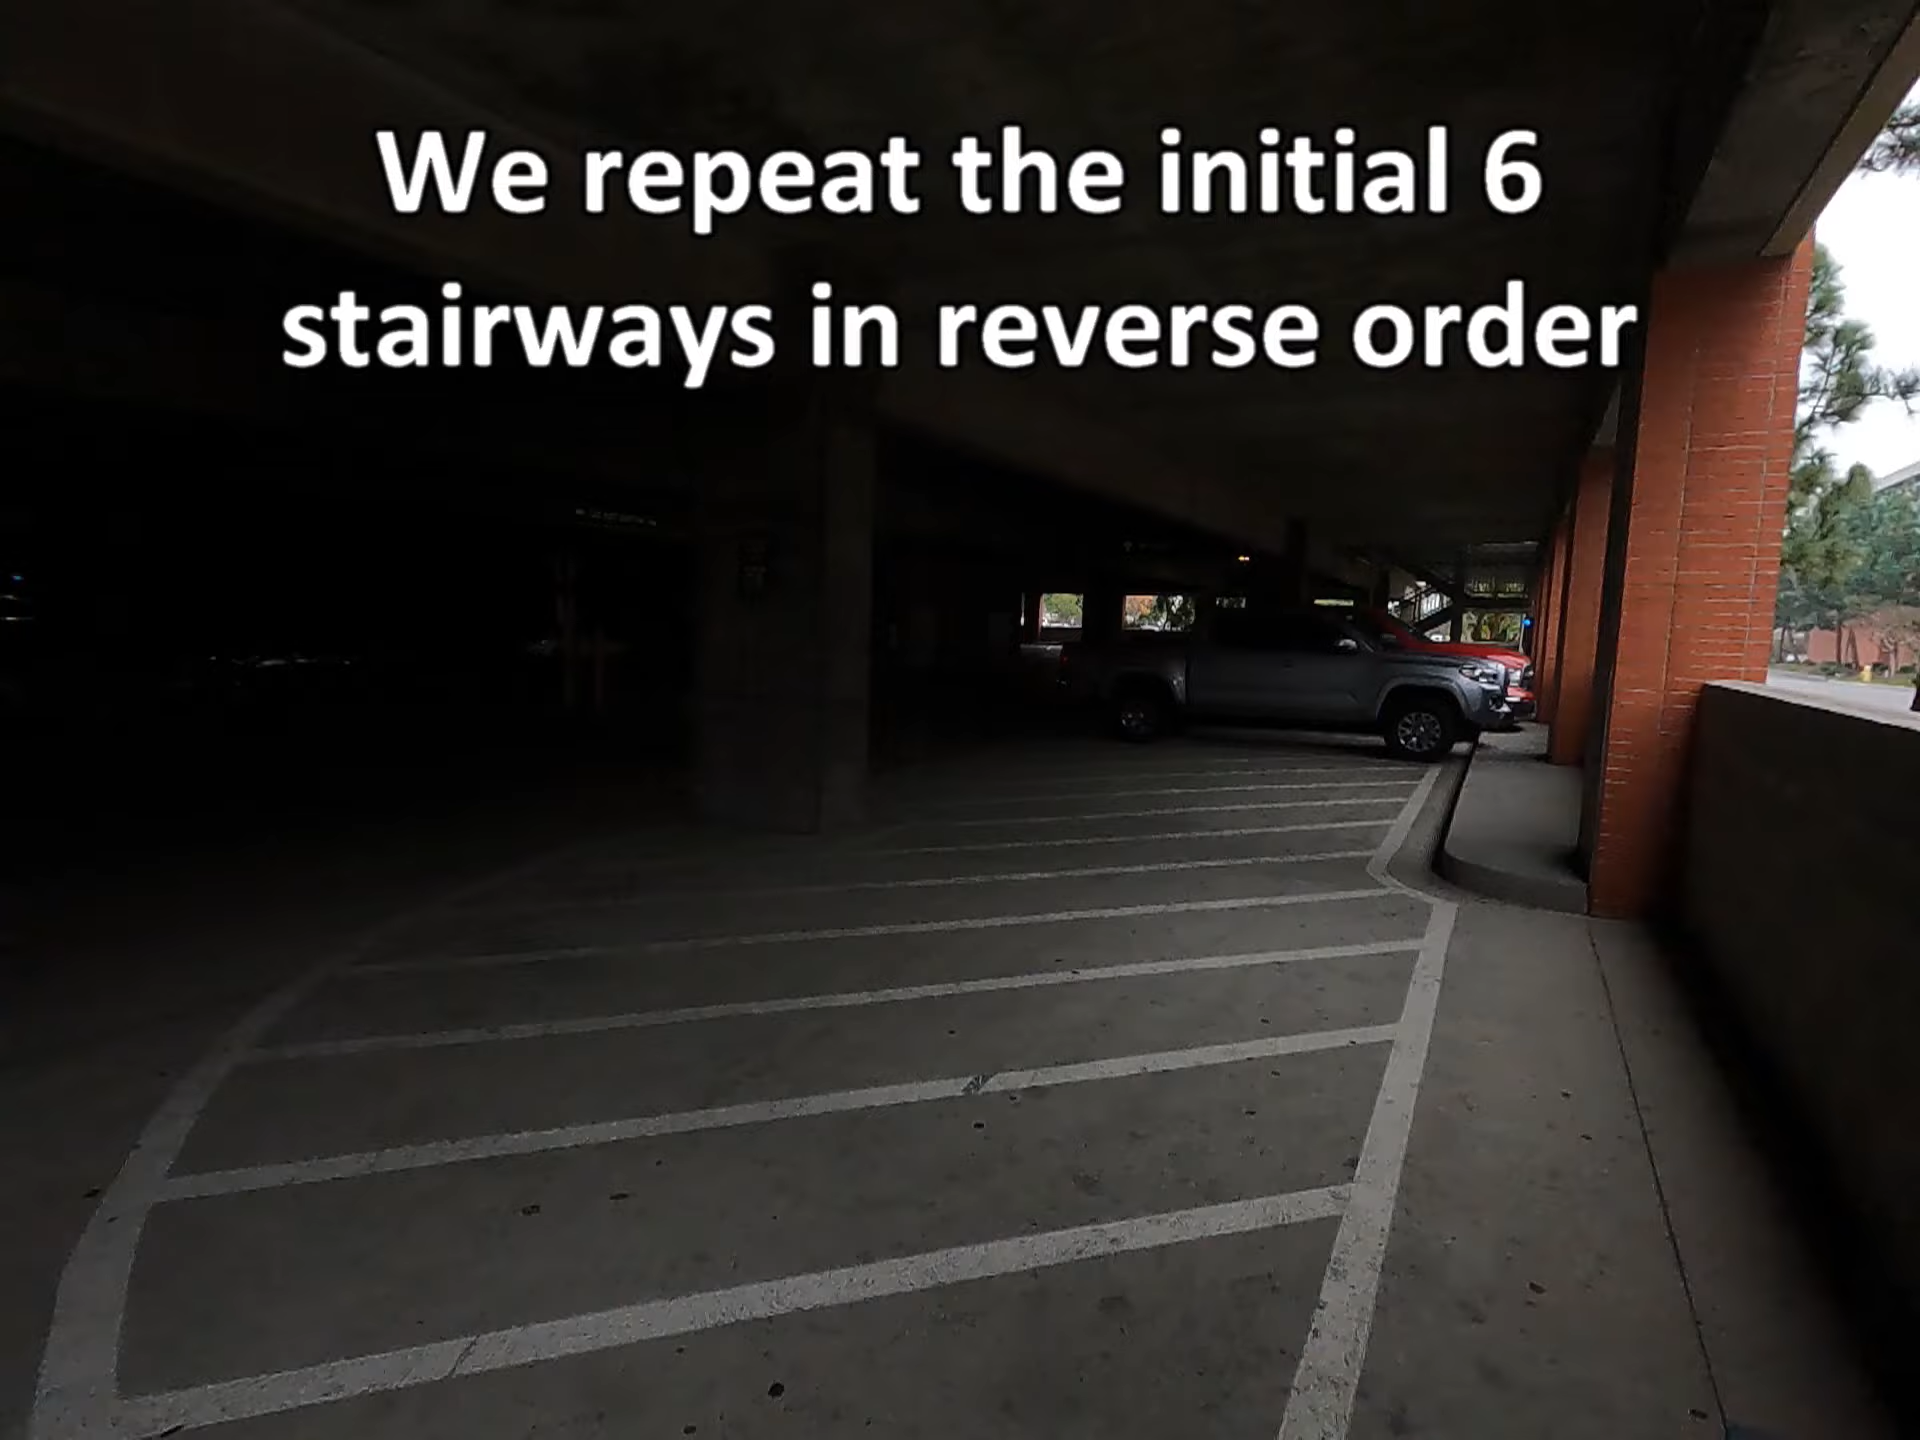 We repeat the initial 6
stairways in reverse order